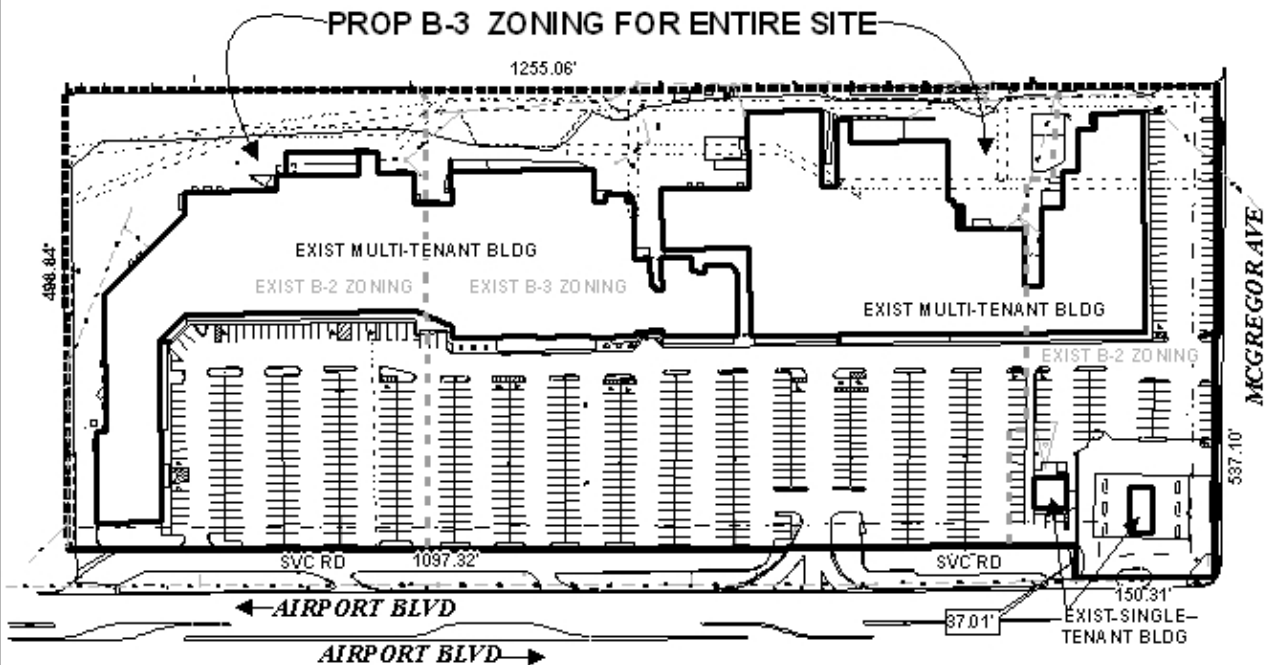 PROP B-3 ZONING FOR ENTIRE SITE
1255.06'
498.84'
EXIST MULTI-TENANT BLDG
EXIST B-2 ZONING
EXIST B-3 ZONING
EXIST MULTI-TENANT BLDG
EXIST B-2 ZONING
MCGREGOR AVE
537.10'
SVC RD
1097.32'
SVC RD
150.31'
37.01'
EXIST-SINGLE-
TENANT BLDG
AIRPORT BLVD
AIRPORT BLVD